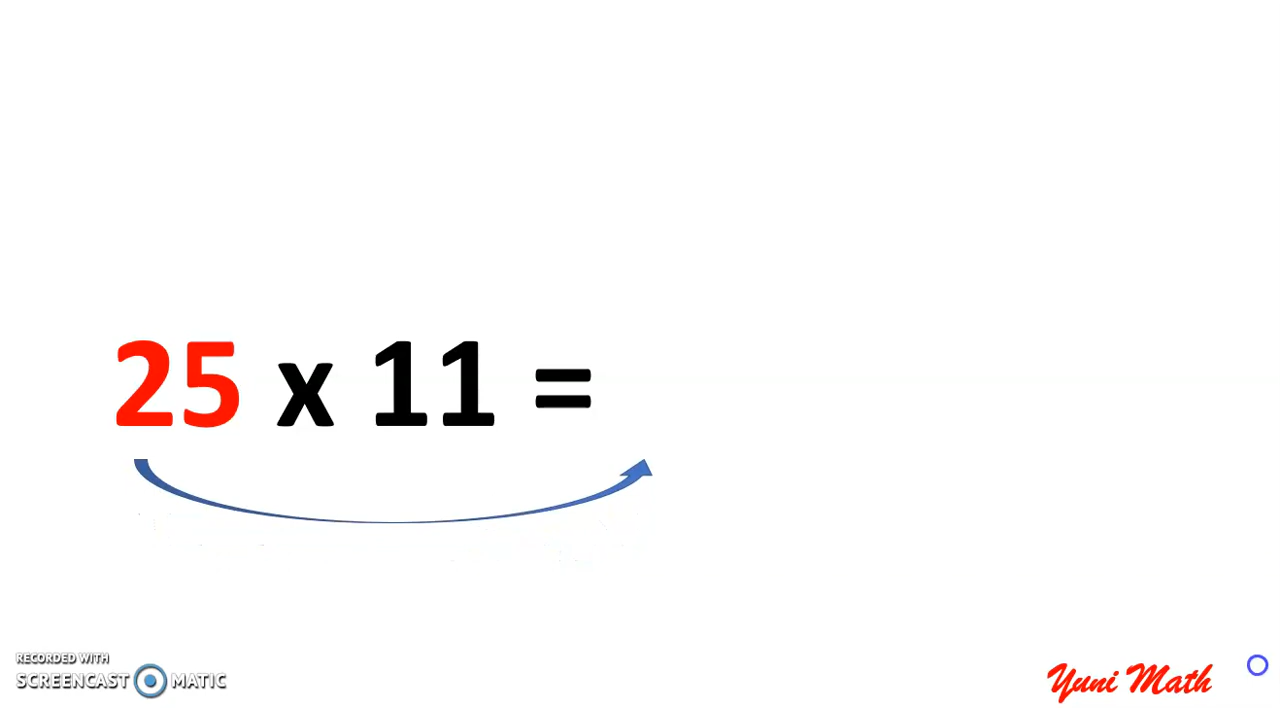 25 x 11 =
RECORDED WITH
SCREENCAST MATIC
Yuni Math